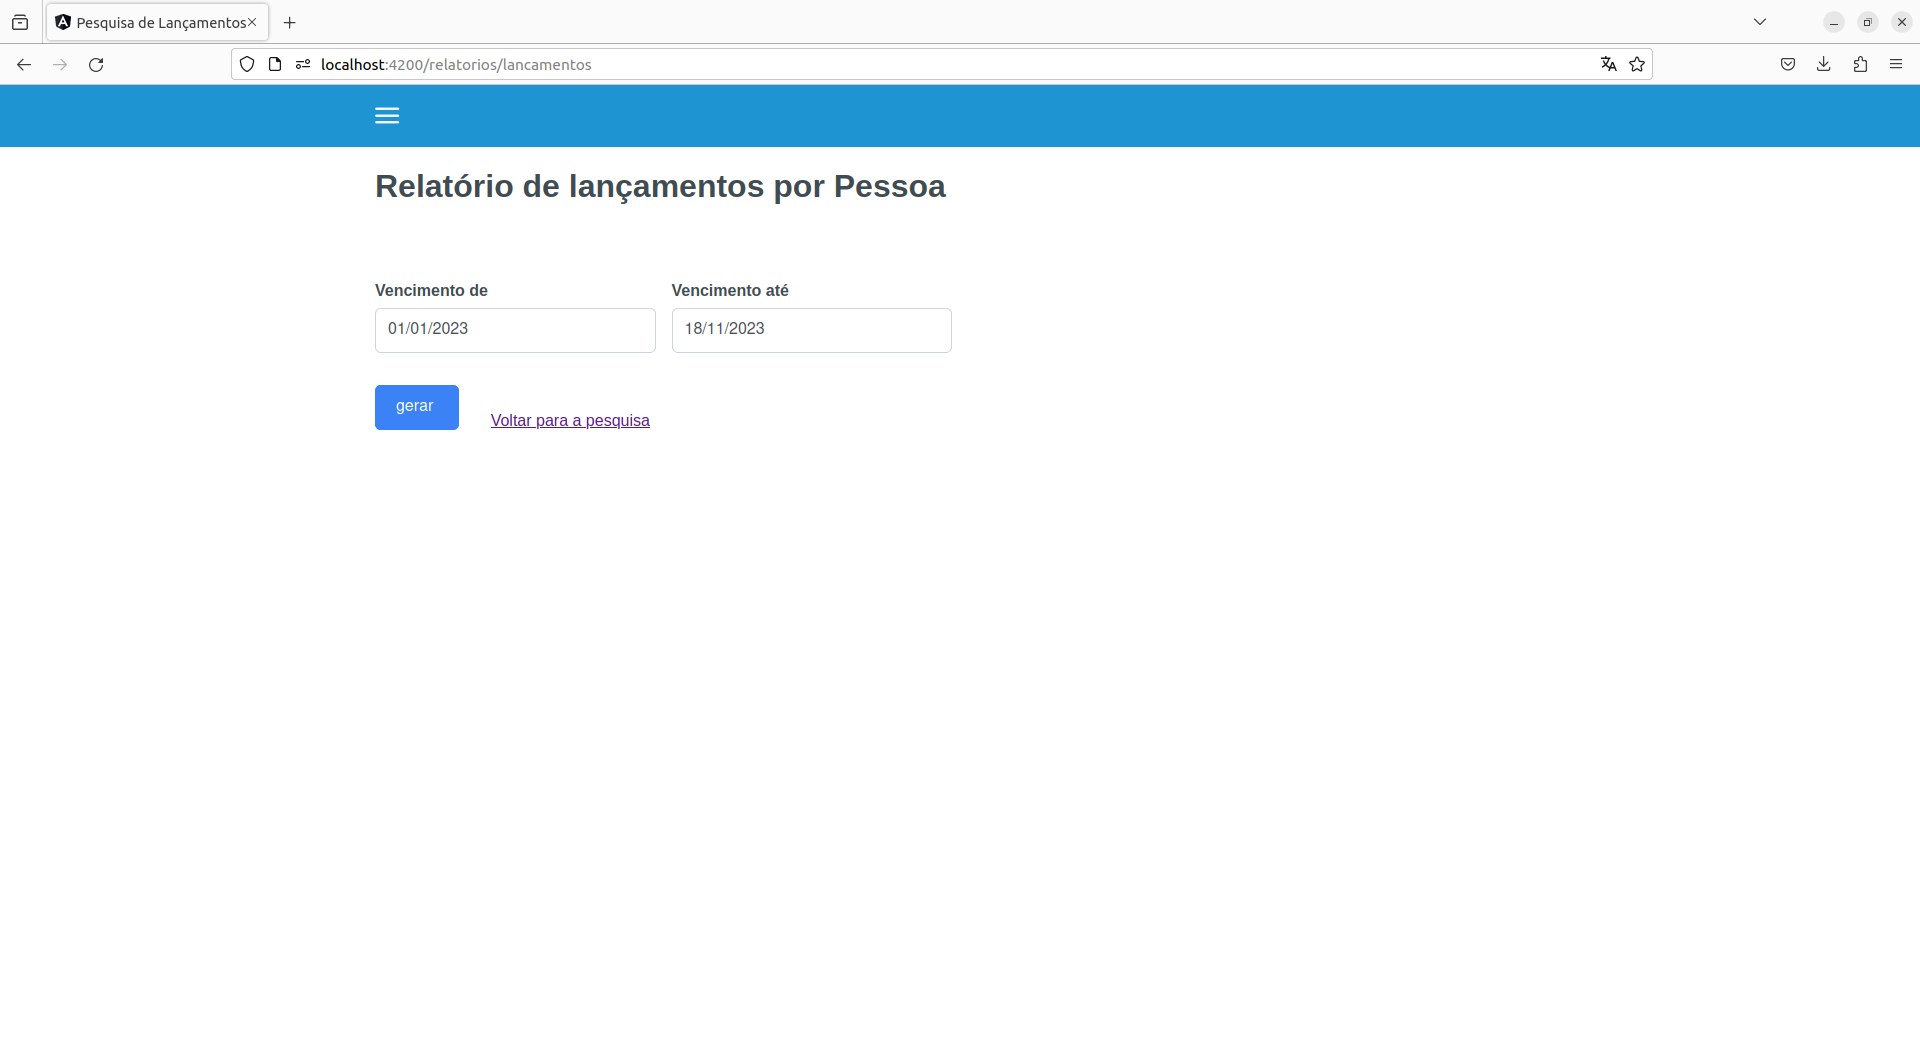 Pesquisa de Lançamentos
localhost:4200/relatorios/lancamentos
Relatório de lançamentos por Pessoa
Vencimento de Vencimento até
01/01/2023 18/11/2023
gerar Voltar para a pesquisa